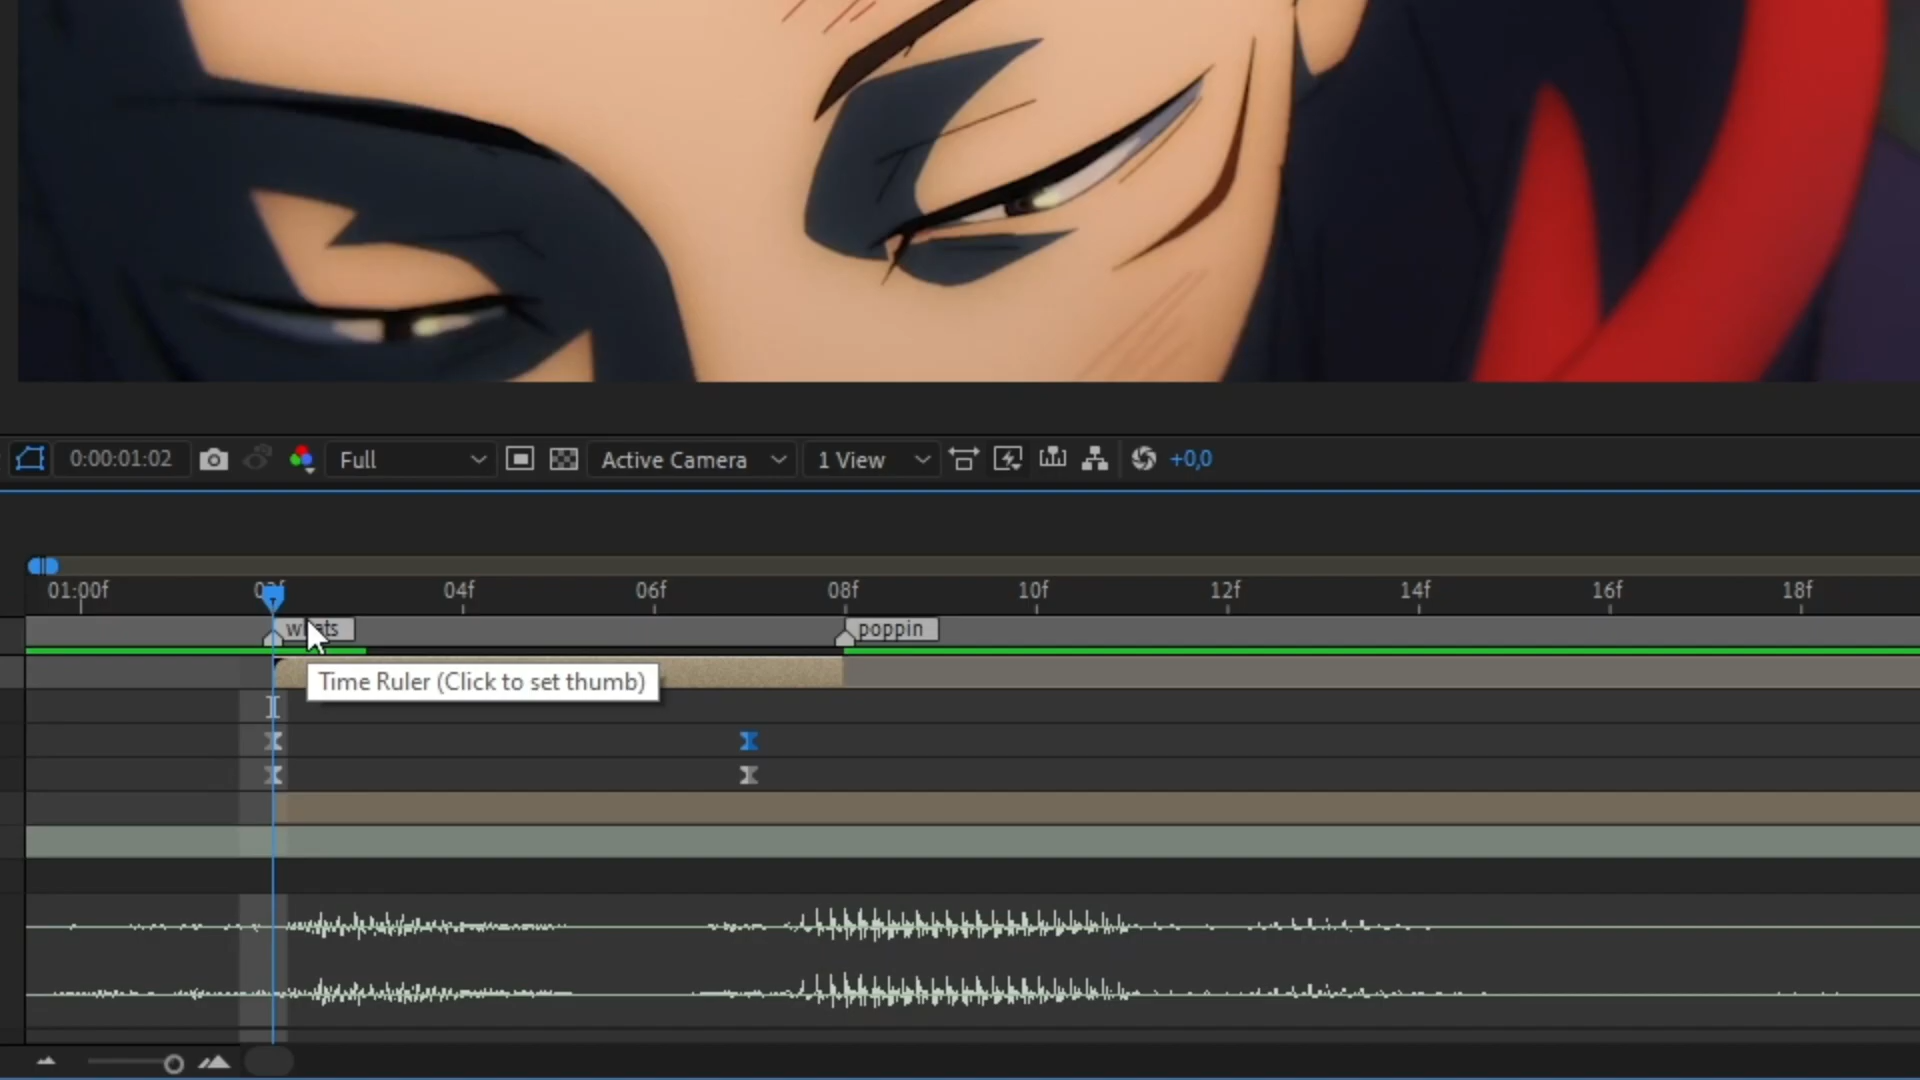 0:00:01:02 Full Active Camera 1 View +0,0
01:00f 02f 04f 06f 08f 10f 12f 14f 16f 18f
whats poppin
Time Ruler (Click to set thumb)